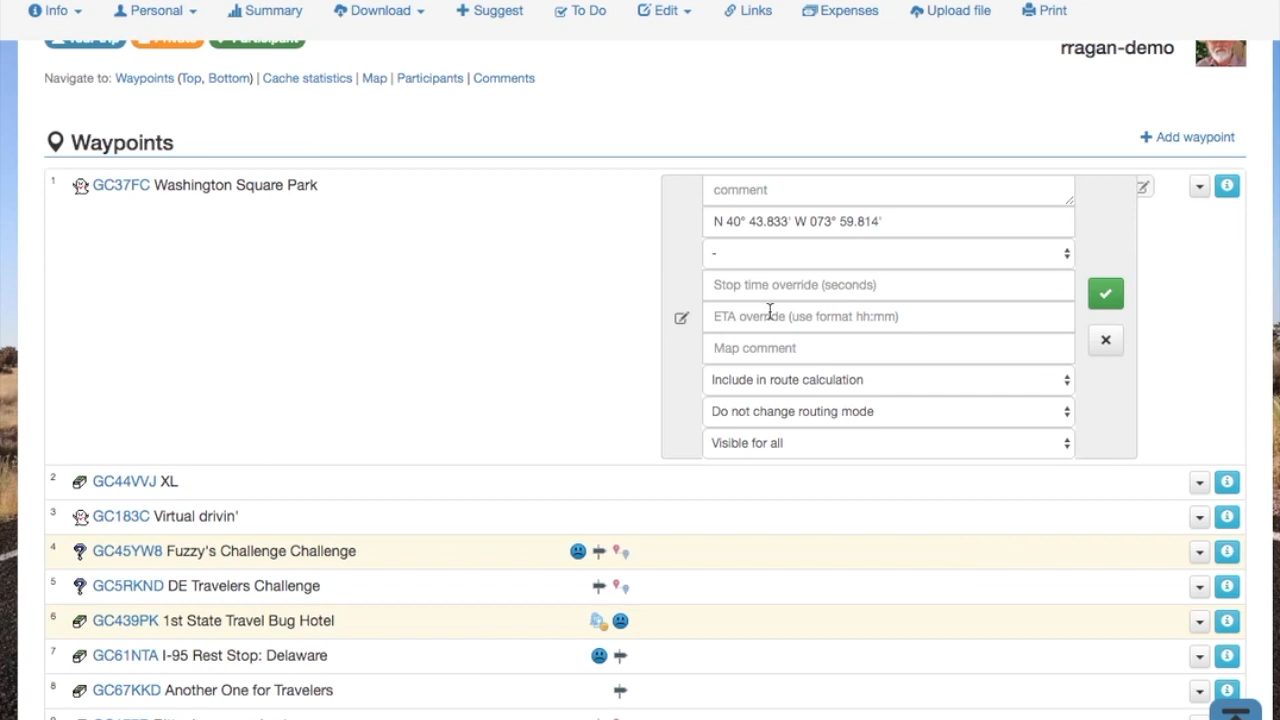 Info Personal Summary Download Suggest To Do Edit Links Expenses Upload file Print
Your trip Private Participant
rragan-demo
Navigate to: Waypoints (Top, Bottom) | Cache statistics | Map | Participants | Comments
Waypoints
Add waypoint
1 GC37FC Washington Square Park
comment
N 40° 43.833' W 073° 59.814'
-
Stop time override (seconds)
ETA override (use format hh:mm)
Map comment
Include in route calculation
Do not change routing mode
Visible for all
2 GC44VVJ XL
3 GC183C Virtual drivin'
4 GC45YW8 Fuzzy's Challenge Challenge
5 GC5RKND DE Travelers Challenge
6 GC439PK 1st State Travel Bug Hotel
7 GC61NTA I-95 Rest Stop: Delaware
8 GC67KKD Another One for Travelers